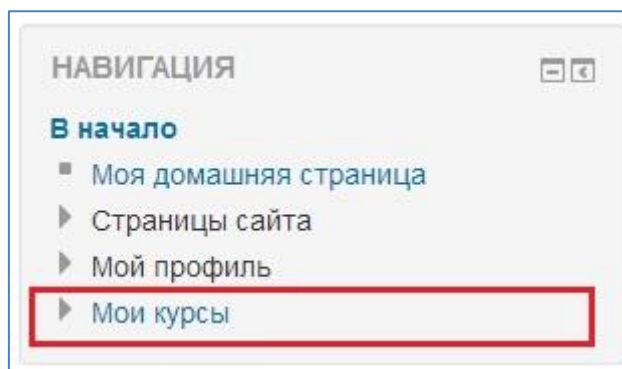 НАВИГАЦИЯ
В начало
Моя домашняя страница
Страницы сайта
Мой профиль
Мои курсы